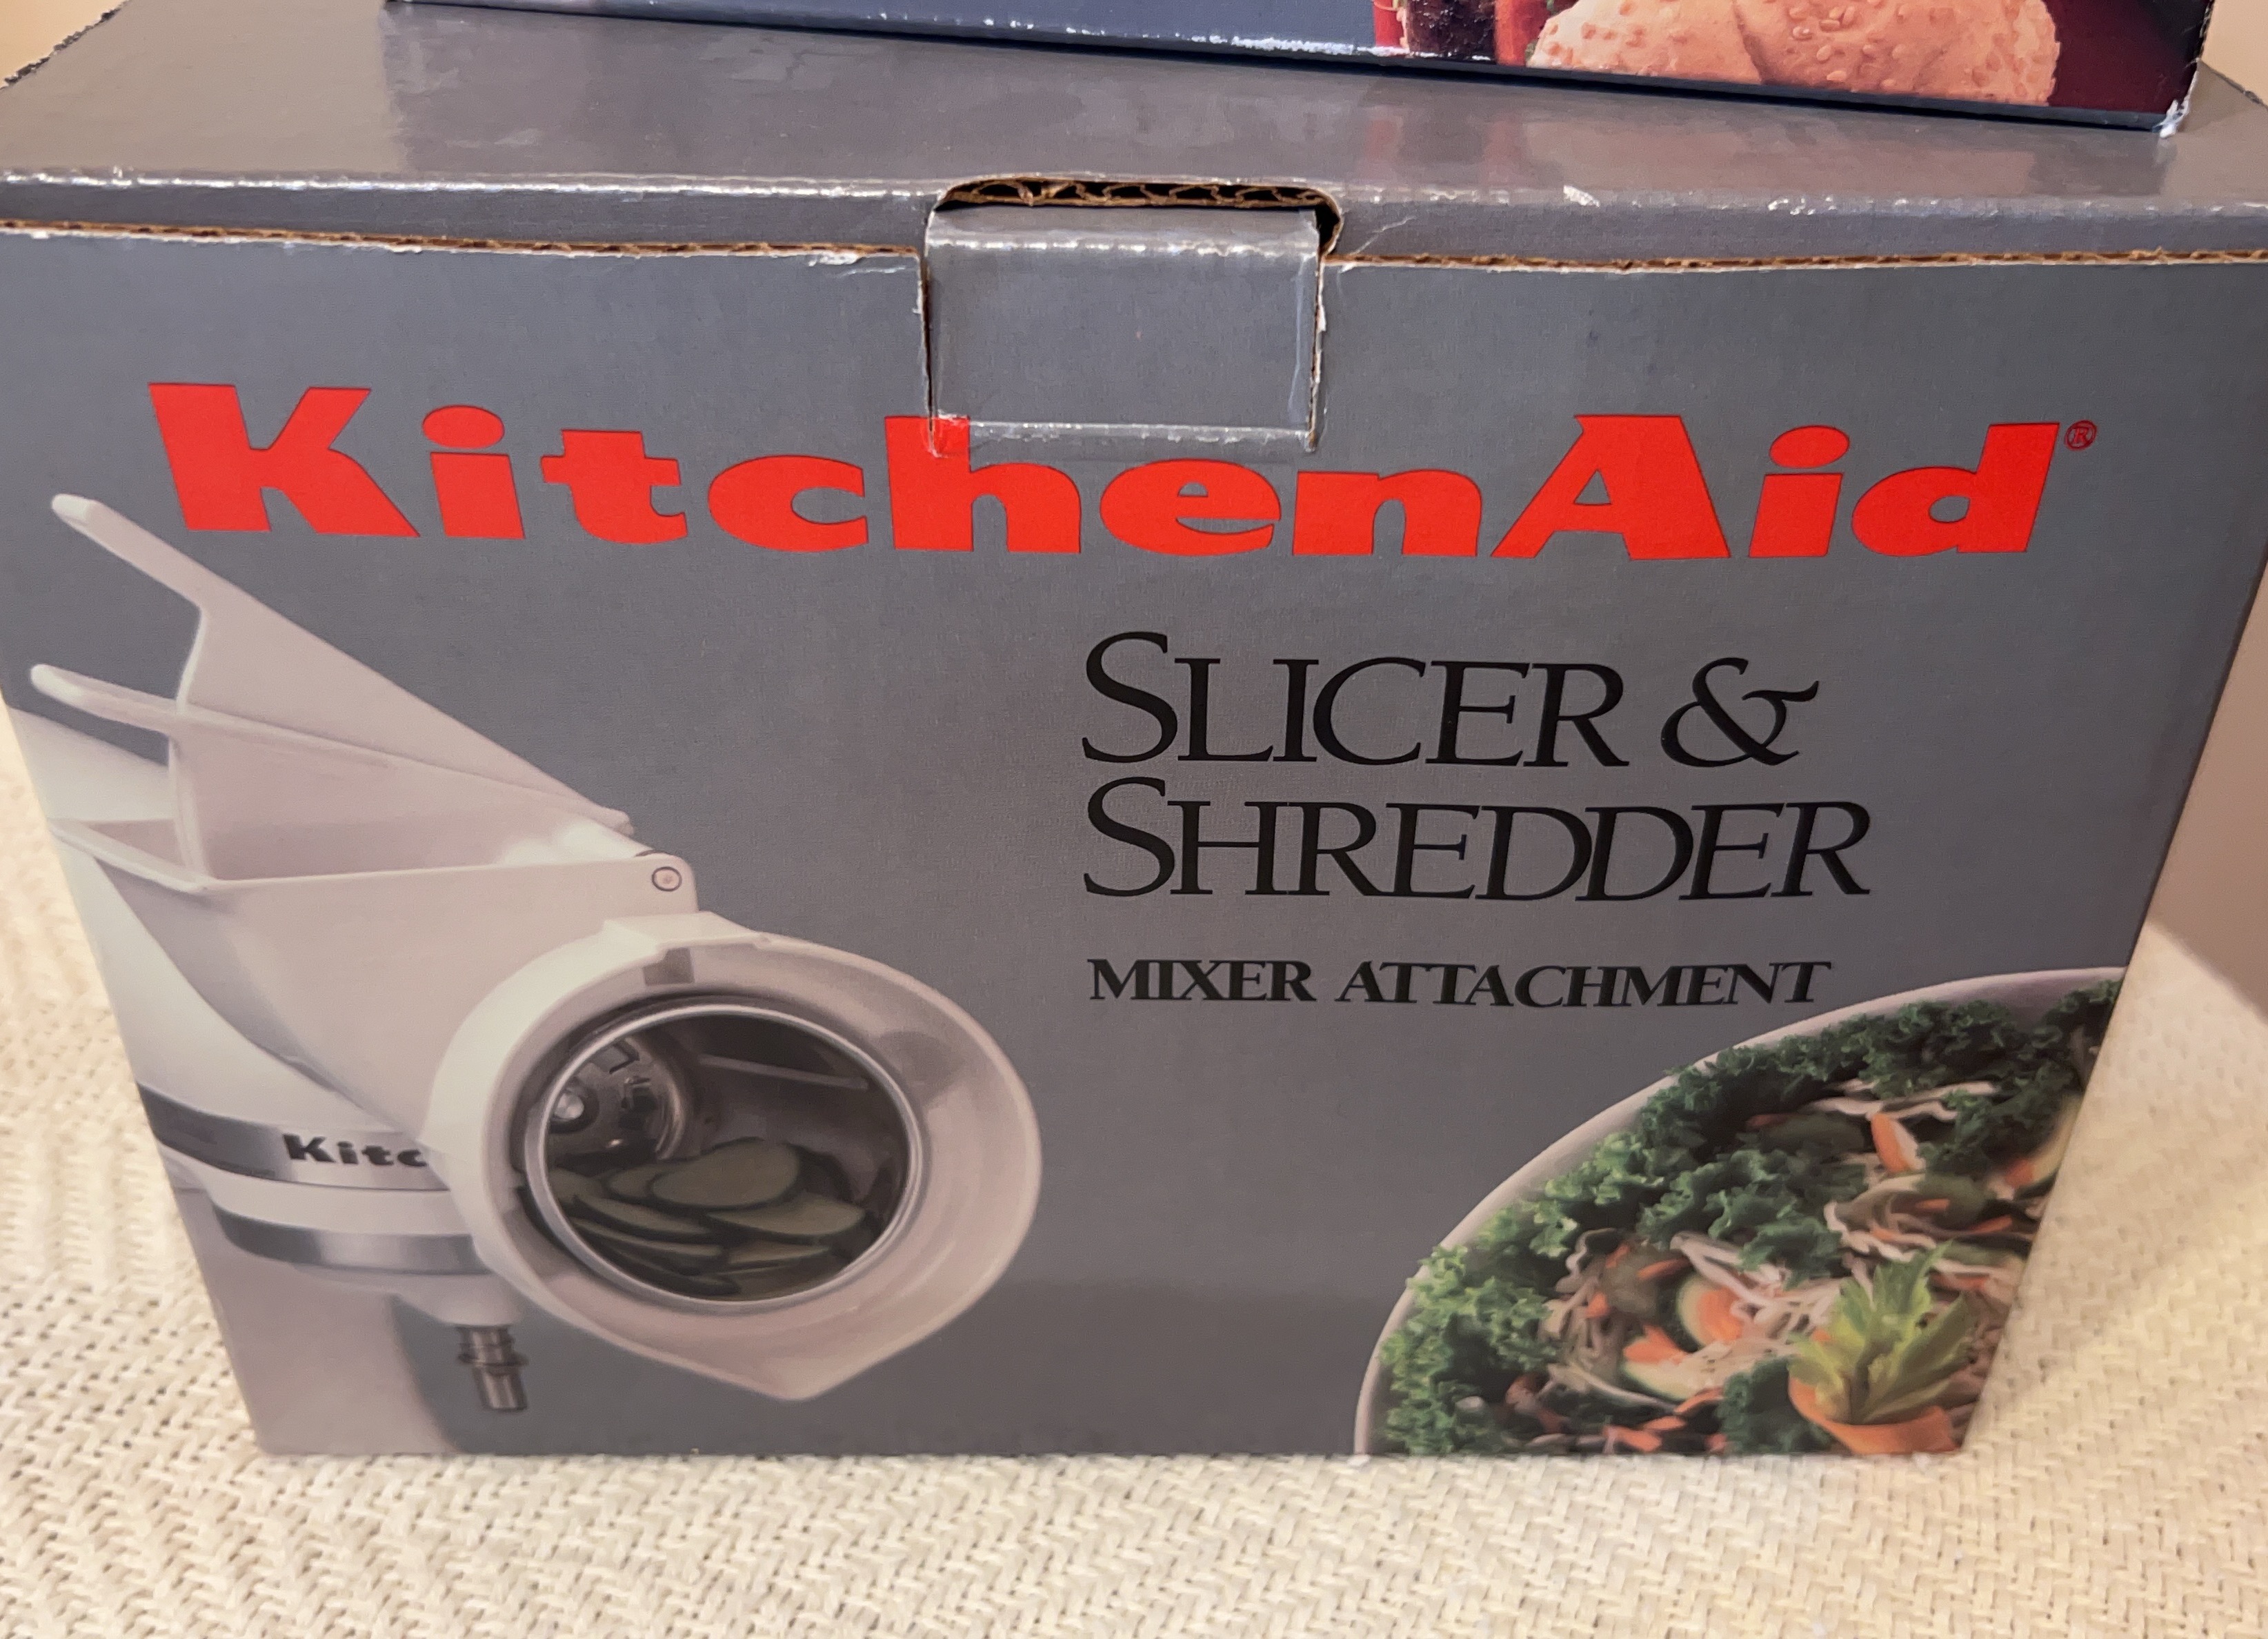 KitchenAid®
SLICER &
SHREDDER
MIXER ATTACHMENT
Kitc